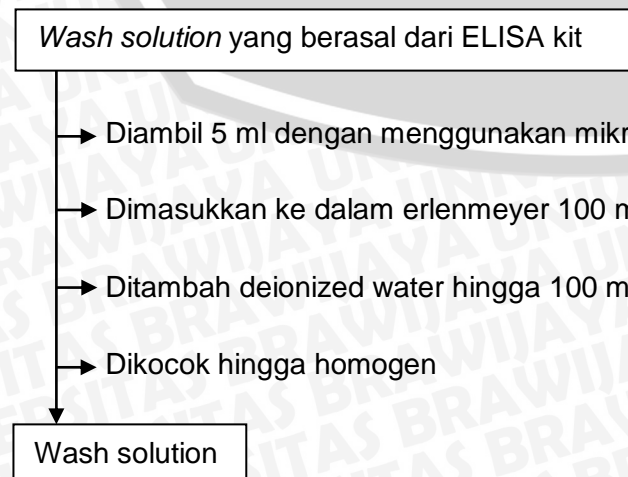 Wash solution yang berasal dari ELISA kit
Diambil 5 ml dengan menggunakan
Dimasukkan ke dalam erlenmeyer 100
Ditambah deionized water hingga 100
Dikocok hingga homogen
Wash solution